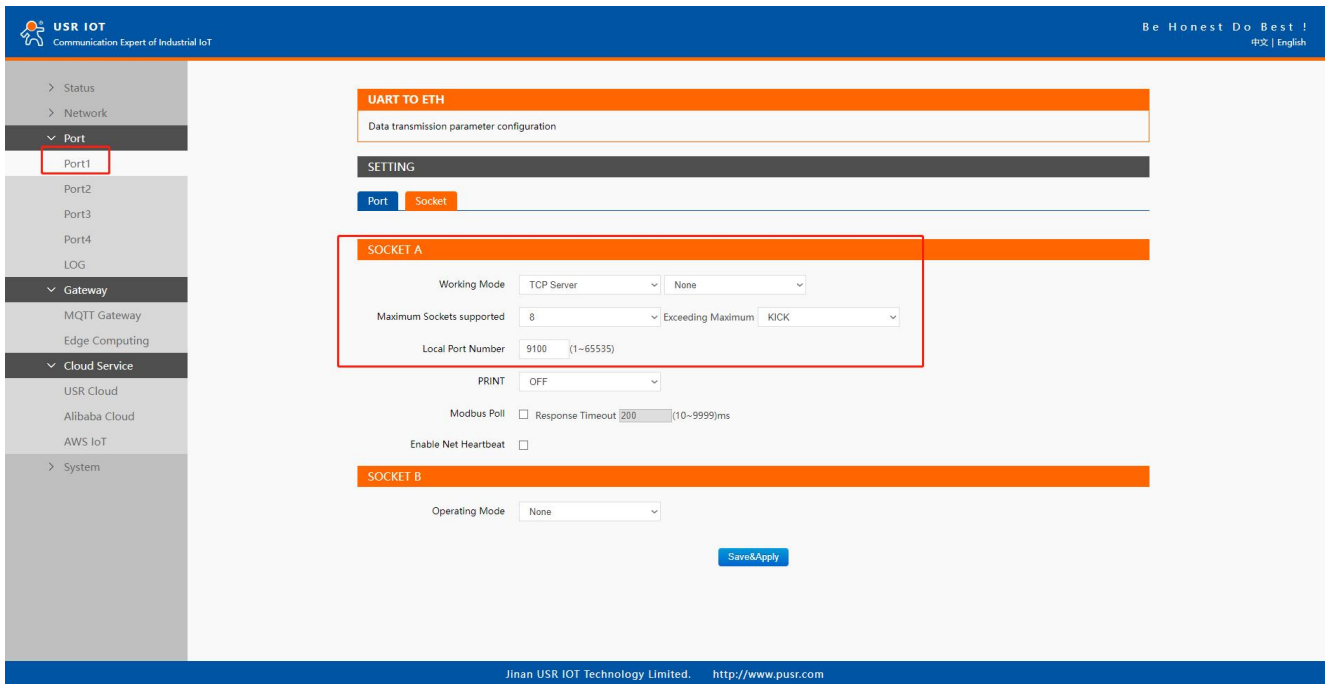 USR IOT
Communication Expert of Industrial IoT
Be Honest Do Best !
中文 | English
Status
Network
Port
Port1
Port2
Port3
Port4
LOG
Gateway
MQTT Gateway
Edge Computing
Cloud Service
USR Cloud
Alibaba Cloud
AWS IoT
System
UART TO ETH
Data transmission parameter configuration
SETTING
Port Socket
SOCKET A
Working Mode TCP Server None
Maximum Sockets supported 8 Exceeding Maximum KICK
Local Port Number 9100 (1~65535)
PRINT OFF
Modbus Poll Response Timeout 200 (10~9999)ms
Enable Net Heartbeat
SOCKET B
Operating Mode None
Save&Apply
Jinan USR IOT Technology Limited. http://www.pusr.com